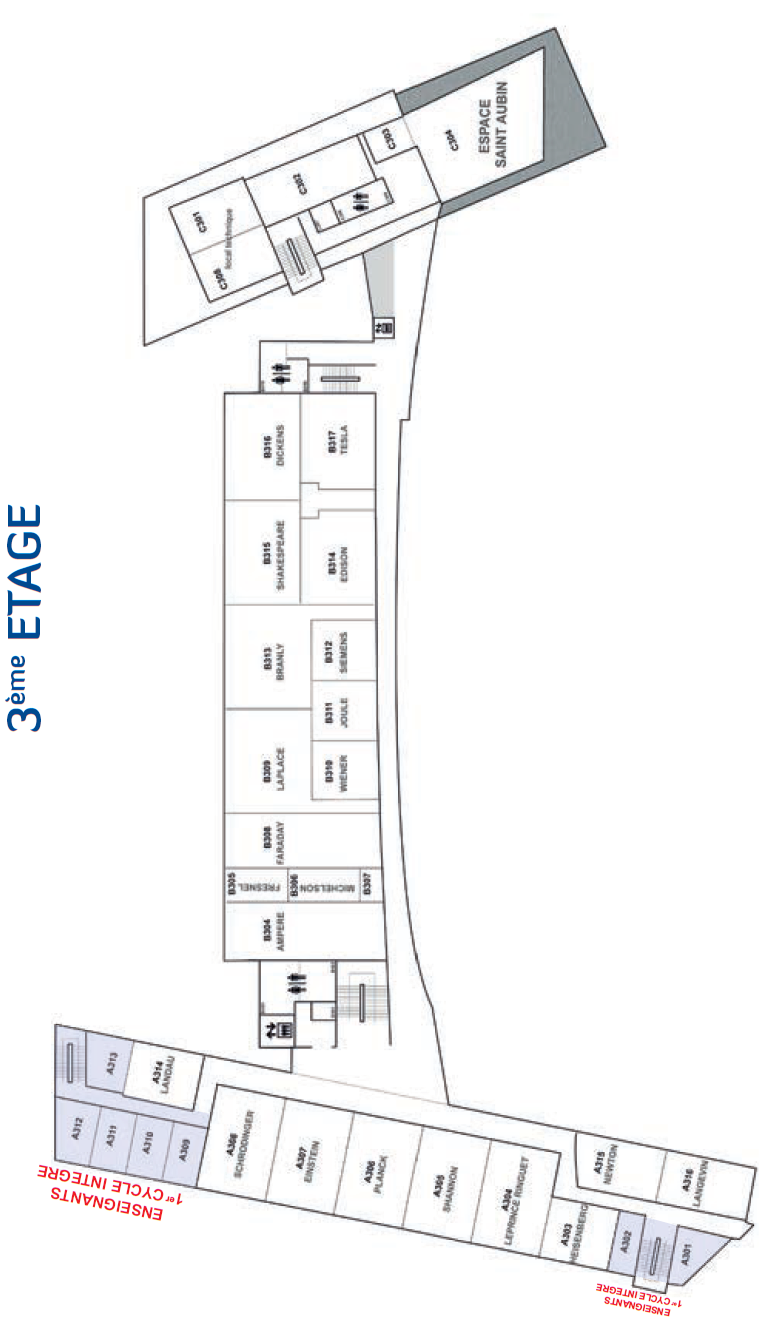 3ème ETAGE
C301
C308
local technique
C302
C303
C304
ESPACE
SAINT AUBIN
B316
DICKENS
B317
TESLA
B315
SHAKESPEARE
B314
EDISON
B313
BRANLY
B312
SIEMENS
B311
JOULE
B309
LAPLACE
B310
WIENER
B308
FARADAY
B305
FRESNEL
B306
MICHELSON
B307
B304
AMPERE
A313
A314
LANDAU
A312
A311
A310
A309
ENSEIGNANTS
1er CYCLE INTEGRE
A308
SCHRODINGER
A307
EINSTEIN
A306
PLANCK
A305
SHANNON
A304
LEPRINCE RINGUET
A303
HEISENBERG
A302
A301
A315
NEWTON
A316
LANGEVIN
ENSEIGNANTS
1er CYCLE INTEGRE